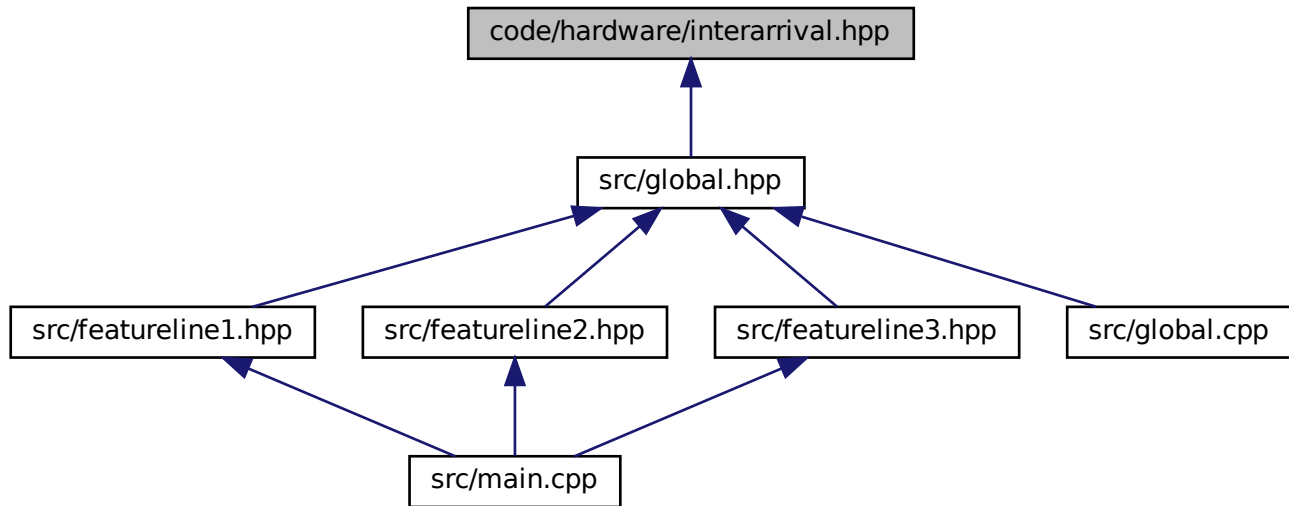 code/hardware/interarrival.hpp
src/global.hpp
src/featureline1.hpp
src/featureline2.hpp
src/featureline3.hpp
src/global.cpp
src/main.cpp